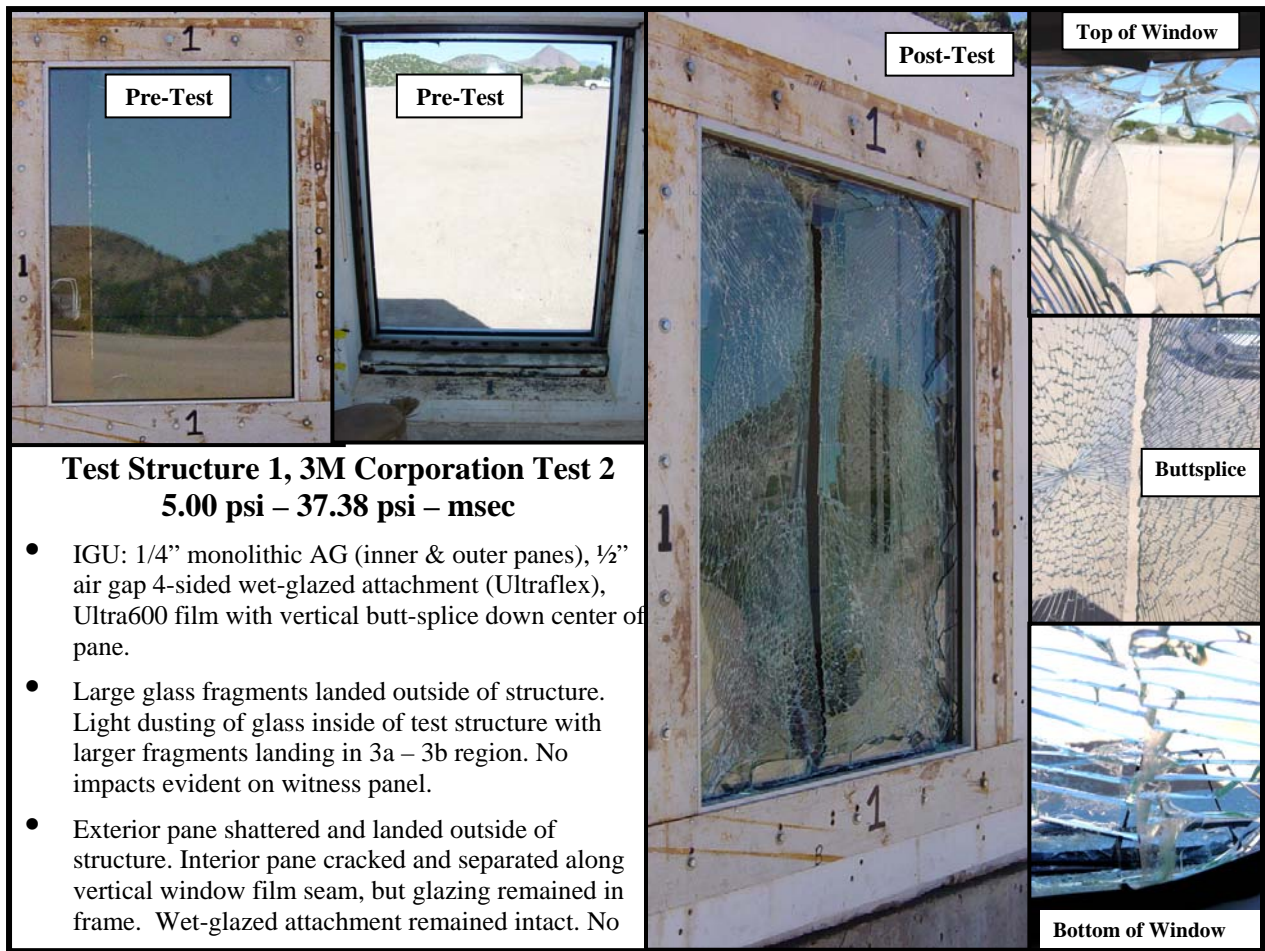 1
Pre-Test
1
1
1
Pre-Test
Post-Test
TOP
1
1
1
B
Top of Window
Buttsplice
Bottom of Window
Test Structure 1, 3M Corporation Test 2
5.00 psi – 37.38 psi – msec
• IGU: 1/4” monolithic AG (inner & outer panes), ½”
air gap 4-sided wet-glazed attachment (Ultraflex),
Ultra600 film with vertical butt-splice down center of
pane.
• Large glass fragments landed outside of structure.
Light dusting of glass inside of test structure with
larger fragments landing in 3a – 3b region. No
impacts evident on witness panel.
• Exterior pane shattered and landed outside of
structure. Interior pane cracked and separated along
vertical window film seam, but glazing remained in
frame.  Wet-glazed attachment remained intact. No